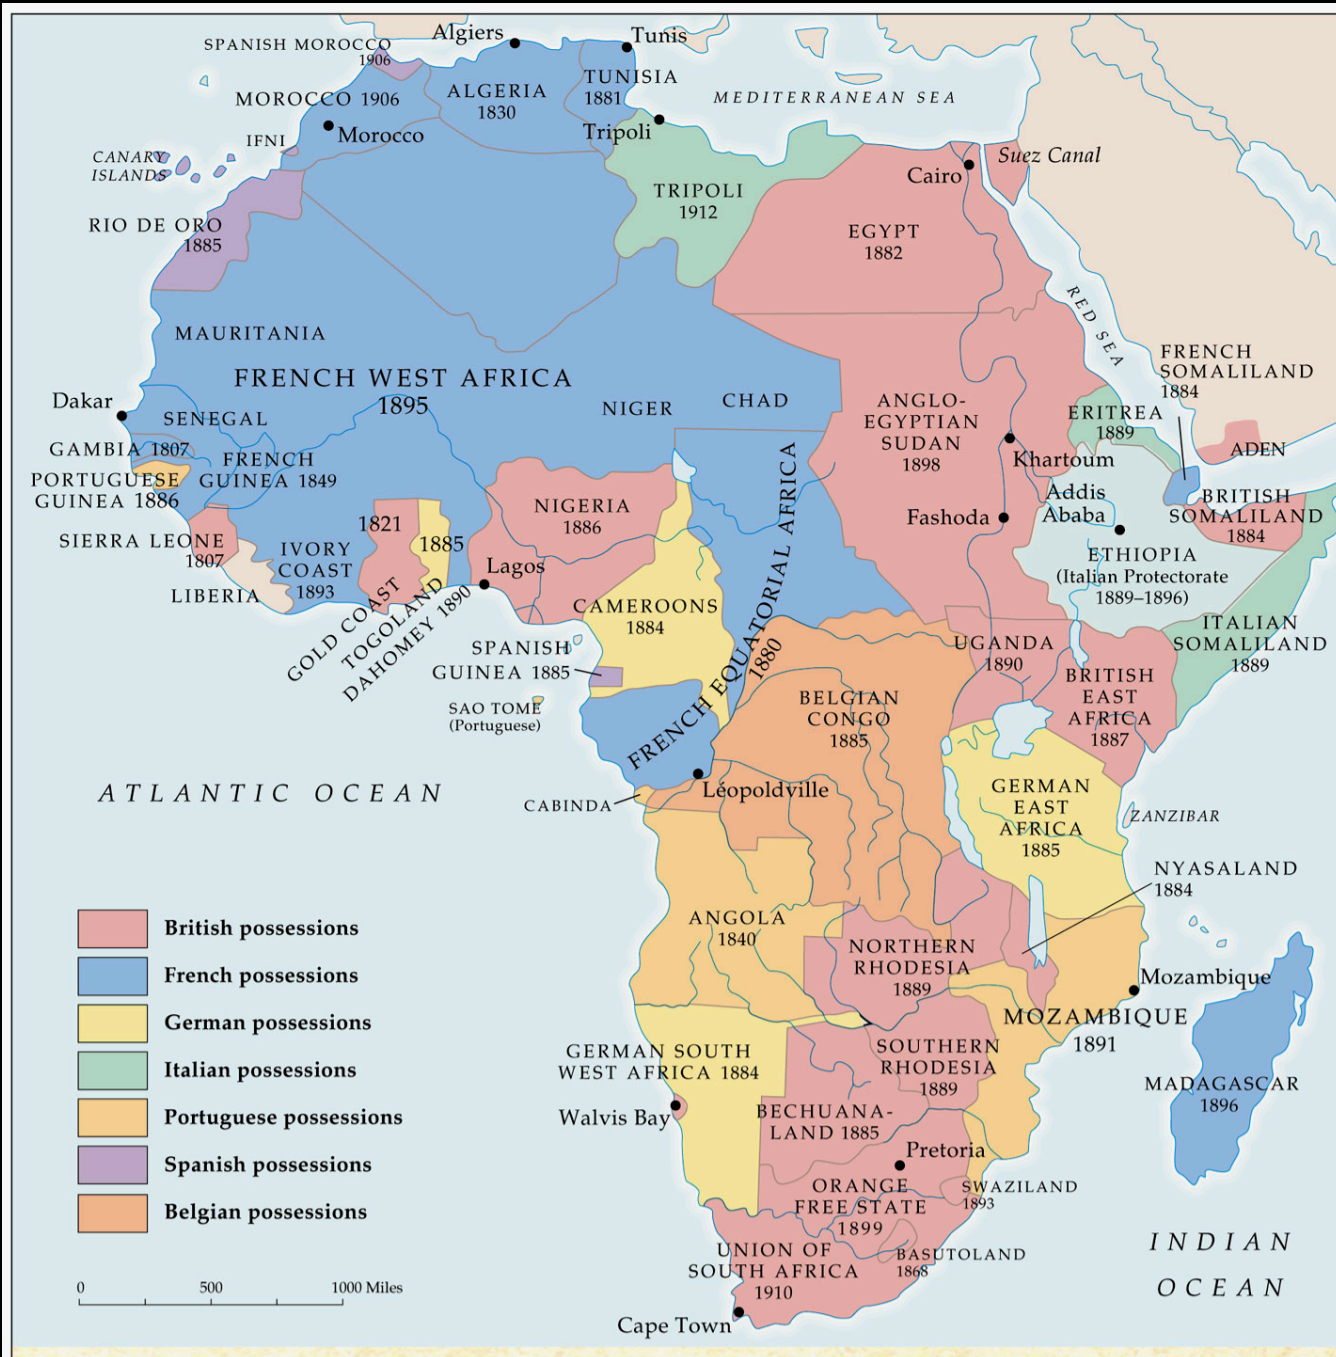 Algiers
Tunis
SPANISH MOROCCO
1906
MOROCCO 1906
ALGERIA
1830
TUNISIA
1881
MEDITERRANEAN SEA
Morocco
Tripoli
IFNI
CANARY
ISLANDS
Suez Canal
Cairo
TRIPOLI
1912
RIO DE ORO
1885
EGYPT
1882
RED SEA
MAURITANIA
FRENCH WEST AFRICA
1895
FRENCH
SOMALILAND
1884
Dakar
SENEGAL
NIGER
CHAD
ANGLO-
EGYPTIAN
SUDAN
1898
ERITREA
1889
ADEN
GAMBIA 1807
FRENCH
GUINEA 1849
Khartoum
PORTUGUESE
GUINEA 1886
Addis
Ababa
BRITISH
SOMALILAND
1884
NIGERIA
1886
Fashoda
1821
1885
SIERRA LEONE
1807
IVORY
COAST
1893
Lagos
ETHIOPIA
(Italian Protectorate
1889–1896)
LIBERIA
GOLD COAST
TOGOLAND
DAHOMEY 1890
CAMEROONS
1884
FRENCH EQUATORIAL AFRICA
1880
ITALIAN
SOMALILAND
1889
SPANISH
GUINEA 1885
UGANDA
1890
BRITISH
EAST
AFRICA
1887
SAO TOME
(Portuguese)
BELGIAN
CONGO
1885
ATLANTIC OCEAN
CABINDA
Léopoldville
GERMAN
EAST
AFRICA
1885
ZANZIBAR
NYASALAND
1884
ANGOLA
1840
NORTHERN
RHODESIA
1889
Mozambique
MOZAMBIQUE
1891
GERMAN SOUTH
WEST AFRICA 1884
SOUTHERN
RHODESIA
1889
MADAGASCAR
1896
Walvis Bay
BECHUANA-
LAND 1885
Pretoria
ORANGE
FREE STATE
1899
SWAZILAND
1893
UNION OF
SOUTH AFRICA
1910
BASUTOLAND
1868
Cape Town
INDIAN
OCEAN
British possessions
French possessions
German possessions
Italian possessions
Portuguese possessions
Spanish possessions
Belgian possessions
0 500 1000 Miles